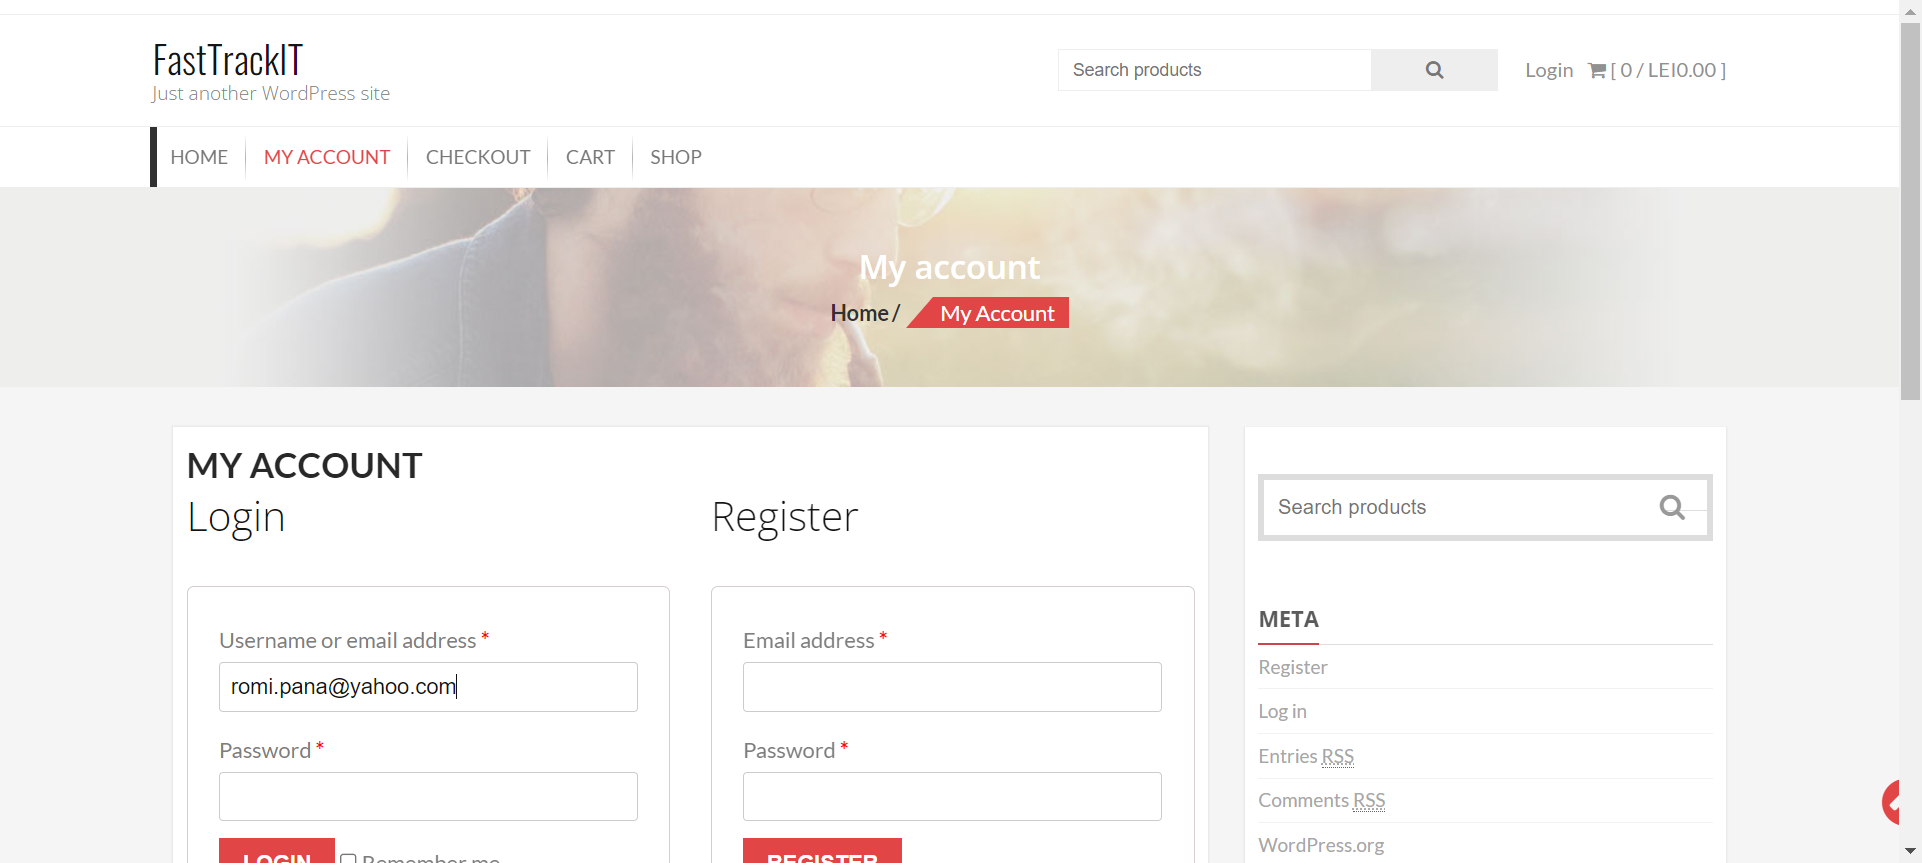 FastTrackIT
Just another WordPress site
Search products
Login [ 0 / LEI0.00 ]
HOME MY ACCOUNT CHECKOUT CART SHOP
My account
Home / My Account
MY ACCOUNT
Login
Username or email address *
romi.pana@yahoo.com
Password *
LOGIN Remember me
Register
Email address *
Password *
REGISTER
Search products
META
Register
Log in
Entries RSS
Comments RSS
WordPress.org